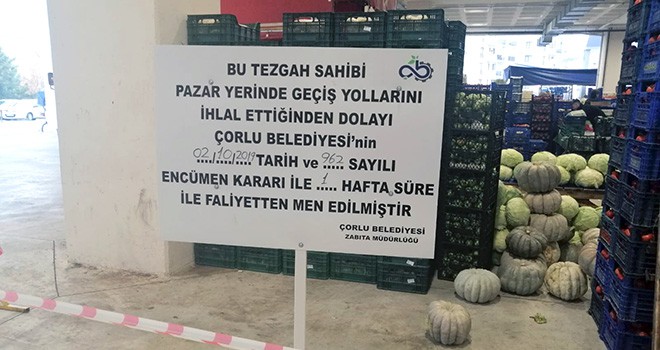 BU TEZGAH SAHİBİ
PAZAR YERİNDE GEÇİŞ YOLLARINI
İHLAL ETTİĞİNDEN DOLAYI
ÇORLU BELEDİYESİ'nin
02/10/2019 TARİH ve 962 SAYILI
ENCÜMEN KARARI İLE 1 HAFTA SÜRE
İLE FALİYETTEN MEN EDİLMİŞTİR
ÇORLU BELEDİYESİ
ZABITA MÜDÜRLÜĞÜ